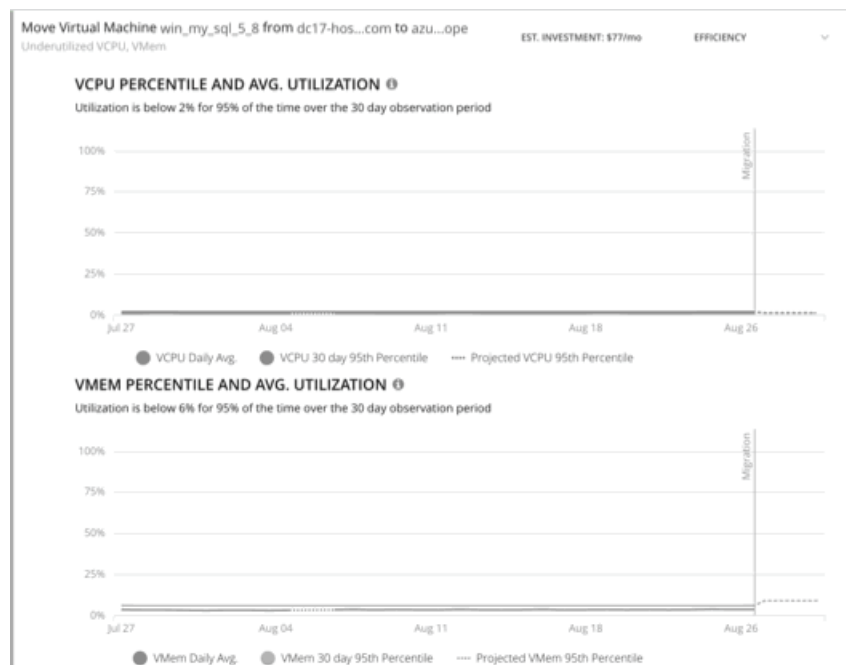 Move Virtual Machine win_my_sql_5_8 from dc17-hos...com to azu...ope
EST. INVESTMENT: $77/mo
EFFICIENCY
Underutilized VCPU, VMem
VCPU PERCENTILE AND AVG. UTILIZATION
Utilization is below 2% for 95% of the time over the 30 day observation period
100%
75%
50%
25%
0%
Migration
Jul 27 Aug 04 Aug 11 Aug 18 Aug 26
VCPU Daily Avg. VCPU 30 day 95th Percentile Projected VCPU 95th Percentile
VMEM PERCENTILE AND AVG. UTILIZATION
Utilization is below 6% for 95% of the time over the 30 day observation period
100%
75%
50%
25%
0%
Migration
Jul 27 Aug 04 Aug 11 Aug 18 Aug 26
VMem Daily Avg. VMem 30 day 95th Percentile Projected VMem 95th Percentile